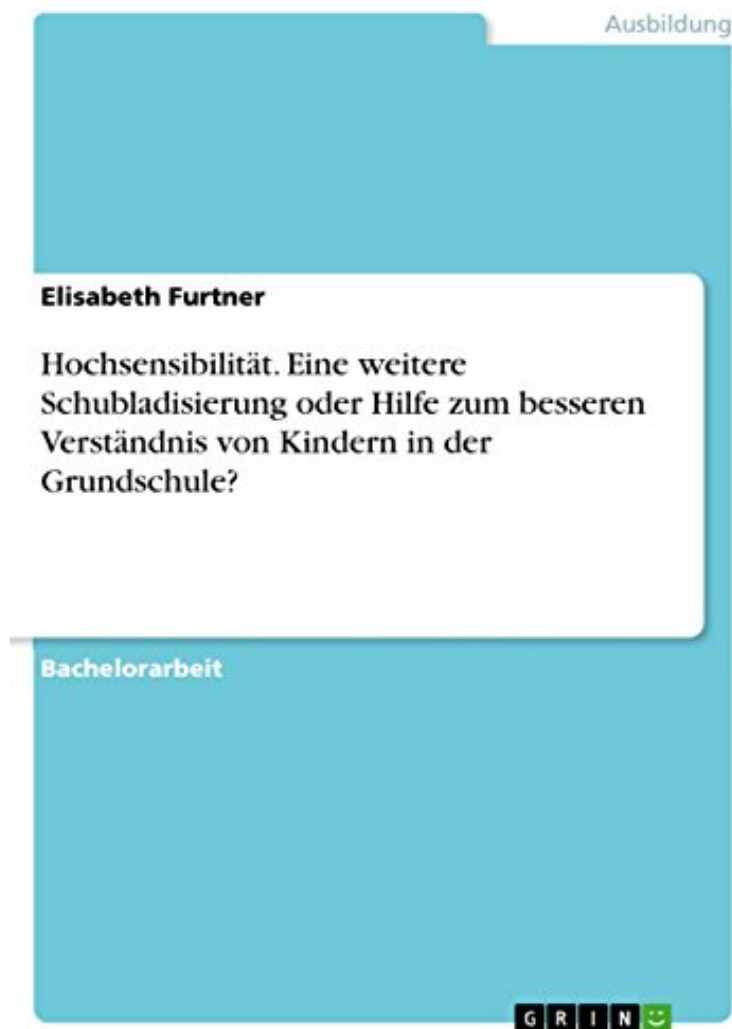 Ausbildung
Elisabeth Furtner
Hochsensibilität. Eine weitere
Schubladisierung oder Hilfe zum besseren
Verständnis von Kindern in der
Grundschule?
Bachelorarbeit
GRIN